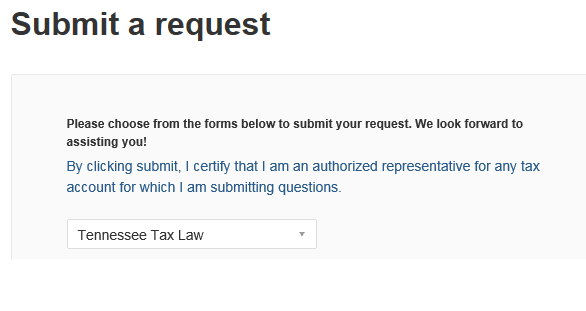 Submit a request
Please choose from the forms below to submit your request. We look forward to
assisting you!
By clicking submit, I certify that I am an authorized representative for any tax
account for which I am submitting questions.
Tennessee Tax Law